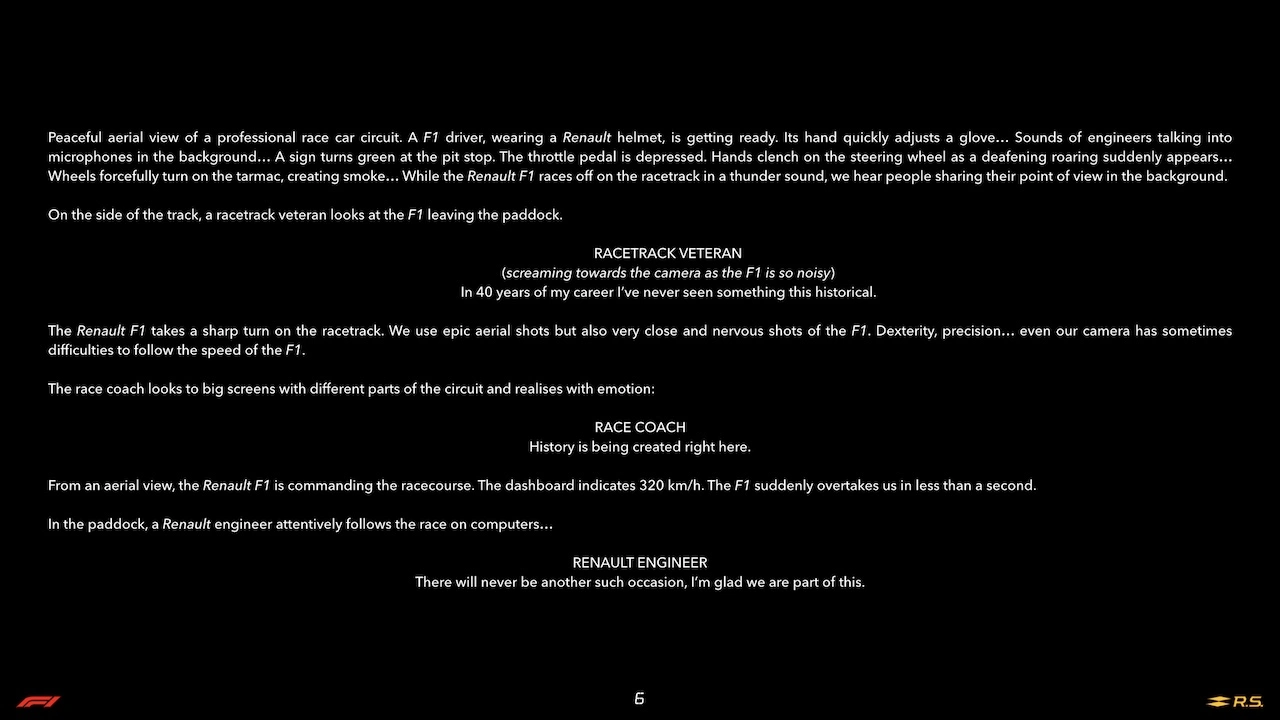 Peaceful aerial view of a professional race car circuit. A F1 driver, wearing a Renault helmet, is getting ready. Its hand quickly adjusts a glove… Sounds of engineers talking into
microphones in the background… A sign turns green at the pit stop. The throttle pedal is depressed. Hands clench on the steering wheel as a deafening roaring suddenly appears…
Wheels forcefully turn on the tarmac, creating smoke… While the Renault F1 races off on the racetrack in a thunder sound, we hear people sharing their point of view in the background.
On the side of the track, a racetrack veteran looks at the F1 leaving the paddock.
RACETRACK VETERAN
(screaming towards the camera as the F1 is so noisy)
In 40 years of my career I’ve never seen something this historical.
The Renault F1 takes a sharp turn on the racetrack. We use epic aerial shots but also very close and nervous shots of the F1. Dexterity, precision… even our camera has sometimes
difficulties to follow the speed of the F1.
The race coach looks to big screens with different parts of the circuit and realises with emotion:
RACE COACH
History is being created right here.
From an aerial view, the Renault F1 is commanding the racecourse. The dashboard indicates 320 km/h. The F1 suddenly overtakes us in less than a second.
In the paddock, a Renault engineer attentively follows the race on computers…
RENAULT ENGINEER
There will never be another such occasion, I’m glad we are part of this.
F1
6
R.S.